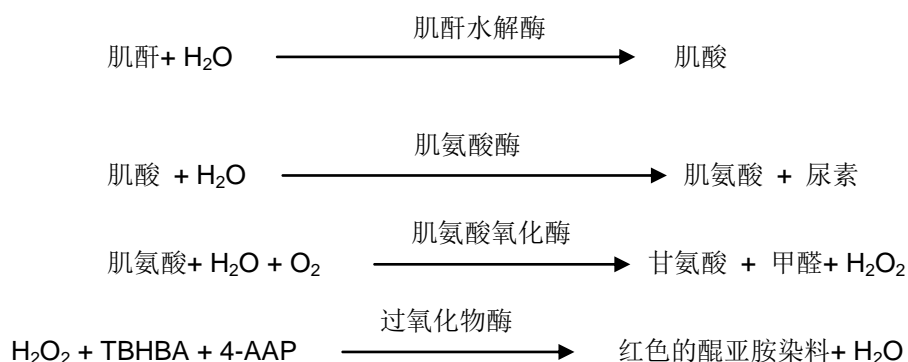 肌酐水解酶
肌酐+ H₂O → 肌酸
肌氨酸酶
肌酸 + H₂O → 肌氨酸 + 尿素
肌氨酸氧化酶
肌氨酸+ H₂O + O₂ → 甘氨酸 + 甲醛+ H₂O₂
过氧化物酶
H₂O₂ + TBHBA + 4-AAP → 红色的醌亚胺染料+ H₂O